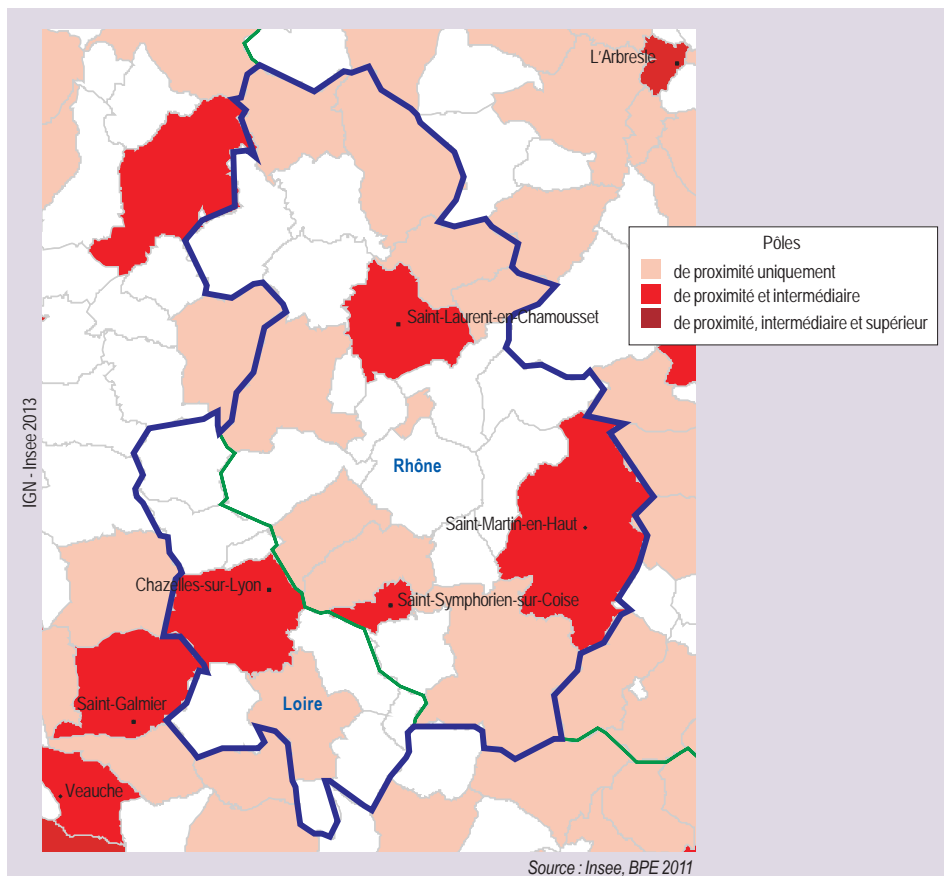 L'Arbresle
Pôles
de proximité uniquement
de proximité et intermédiaire
de proximité, intermédiaire et supérieur
Saint-Laurent-en-Chamousset
IGN - Insee 2013
Rhône
Saint-Martin-en-Haut
Chazelles-sur-Lyon
Saint-Symphorien-sur-Coise
Saint-Galmier
Loire
Veauche
Source : Insee, BPE 2011